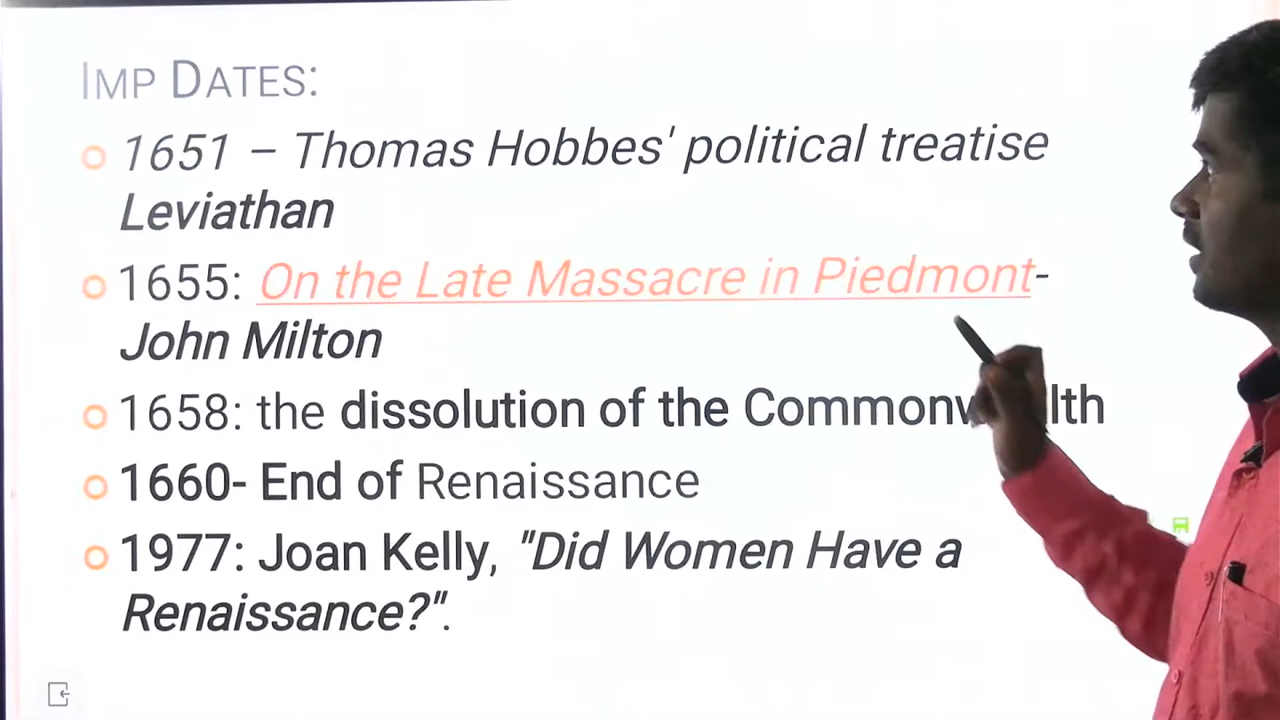 IMP DATES:
1651 – Thomas Hobbes' political treatise
Leviathan
1655: On the Late Massacre in Piedmont-
John Milton
1658: the dissolution of the
1660- End of Renaissance
1977: Joan Kelly, "Did Women Have a
Renaissance?".